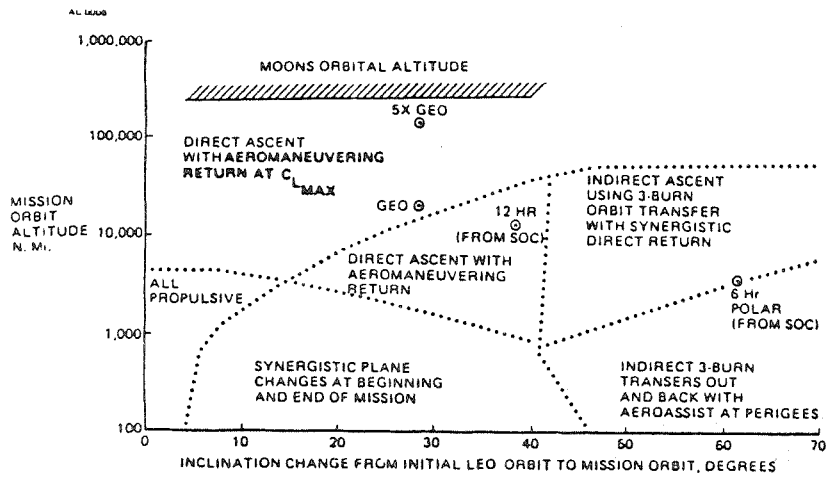 1,000,000
MOONS ORBITAL ALTITUDE
5X GEO
100,000
DIRECT ASCENT
WITH AEROMANEUVERING
RETURN AT CLMAX
MISSION
ORBIT
ALTITUDE
N. Mi.
10,000
GEO
12 HR
(FROM SOC)
INDIRECT ASCENT
USING 3-BURN
ORBIT TRANSFER
WITH SYNERGISTIC
DIRECT RETURN
DIRECT ASCENT WITH
AEROMANEUVERING
RETURN
ALL
PROPULSIVE
6 Hr
POLAR
(FROM SOC)
1,000
SYNERGISTIC PLANE
CHANGES AT BEGINNING
AND END OF MISSION
INDIRECT 3-BURN
TRANSERS OUT
AND BACK WITH
AEROASSIST AT PERIGEES
100
0 10 20 30 40 50 60 70
INCLINATION CHANGE FROM INITIAL LEO ORBIT TO MISSION ORBIT, DEGREES